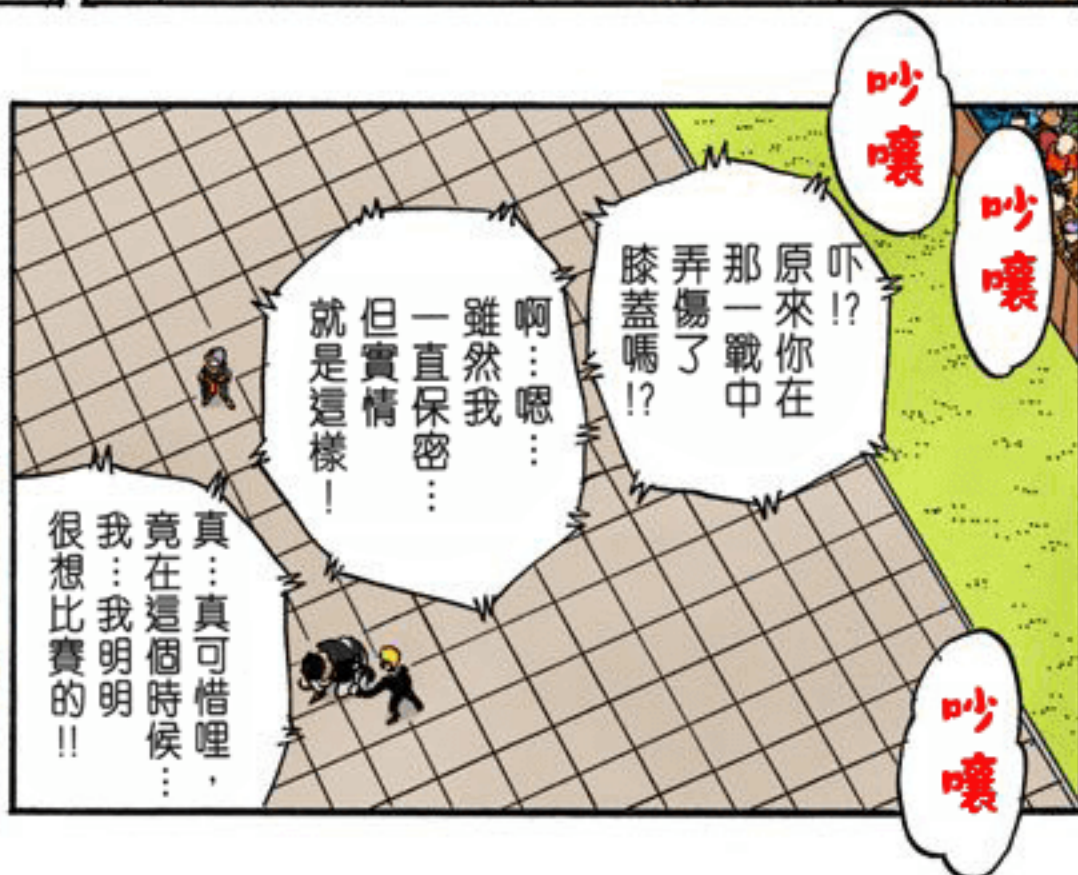 吵嚷
吵嚷
吓!?
原來你在
那一戰中
弄傷了
膝蓋嗎!?
啊…嗯…
雖然我
一直保密…
但實情
就是這樣！
真…真可惜哩，
竟在這個時候…
我…我明明
很想比賽的!!
吵嚷